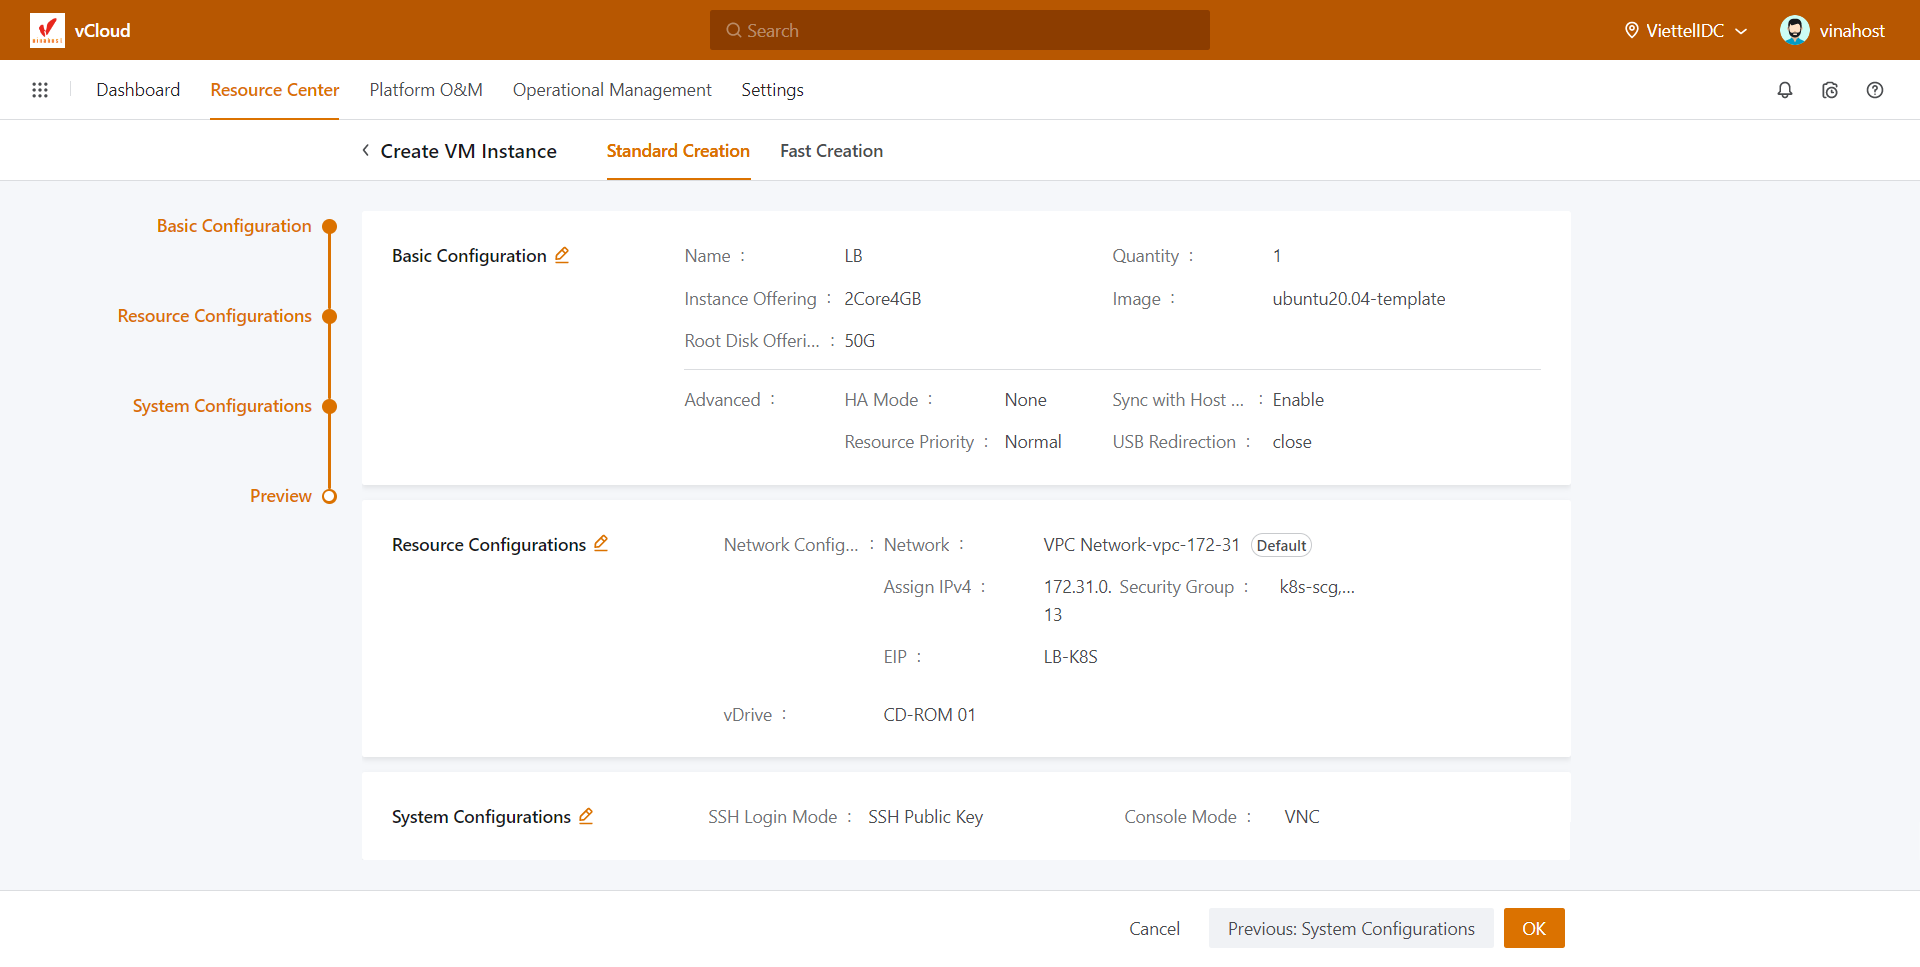 vCloud
Search
ViettelIDC
vinahost
Dashboard
Resource Center
Platform O&M
Operational Management
Settings
Create VM Instance
Standard Creation
Fast Creation
Basic Configuration
Resource Configurations
System Configurations
Preview
Basic Configuration
Name : LB
Quantity : 1
Instance Offering : 2Core4GB
Image : ubuntu20.04-template
Root Disk Offeri... : 50G
Advanced :
HA Mode : None
Sync with Host ... : Enable
Resource Priority : Normal
USB Redirection : close
Resource Configurations
Network Config... :
Network : VPC Network-vpc-172-31 Default
Assign IPv4 : 172.31.0.
13
Security Group : k8s-scg,...
EIP : LB-K8S
vDrive : CD-ROM 01
System Configurations
SSH Login Mode : SSH Public Key
Console Mode : VNC
Cancel
Previous: System Configurations
OK